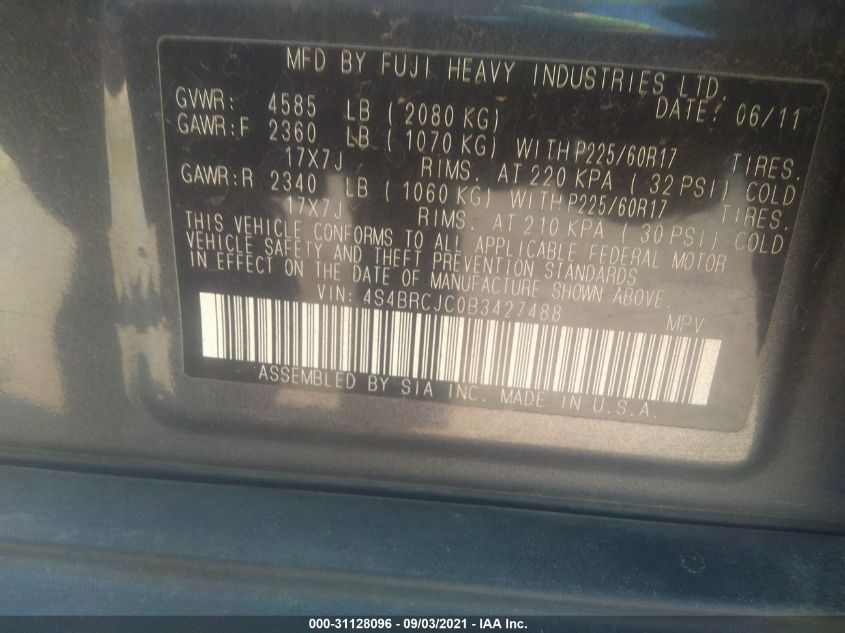 MFD BY FUJI HEAVY INDUSTRIES LTD.
GVWR: 4585 LB (2080 KG) DATE: 06/11
GAWR:F 2360 LB (1070 KG) WITH P225/60R17 TIRES.
17X7J RIMS. AT 220 KPA (32 PSI) COLD
GAWR:R 2340 LB (1060 KG) WITH P225/60R17 TIRES.
17X7J RIMS. AT 210 KPA (30 PSI) COLD
THIS VEHICLE CONFORMS TO ALL APPLICABLE FEDERAL MOTOR
VEHICLE SAFETY AND THEFT PREVENTION STANDARDS
IN EFFECT ON THE DATE OF MANUFACTURE SHOWN ABOVE.
VIN: 4S4BRCJC0B3427488 MPV
ASSEMBLED BY SIA INC. MADE IN U.S.A.
000-31128096 - 09/03/2021 - IAA Inc.